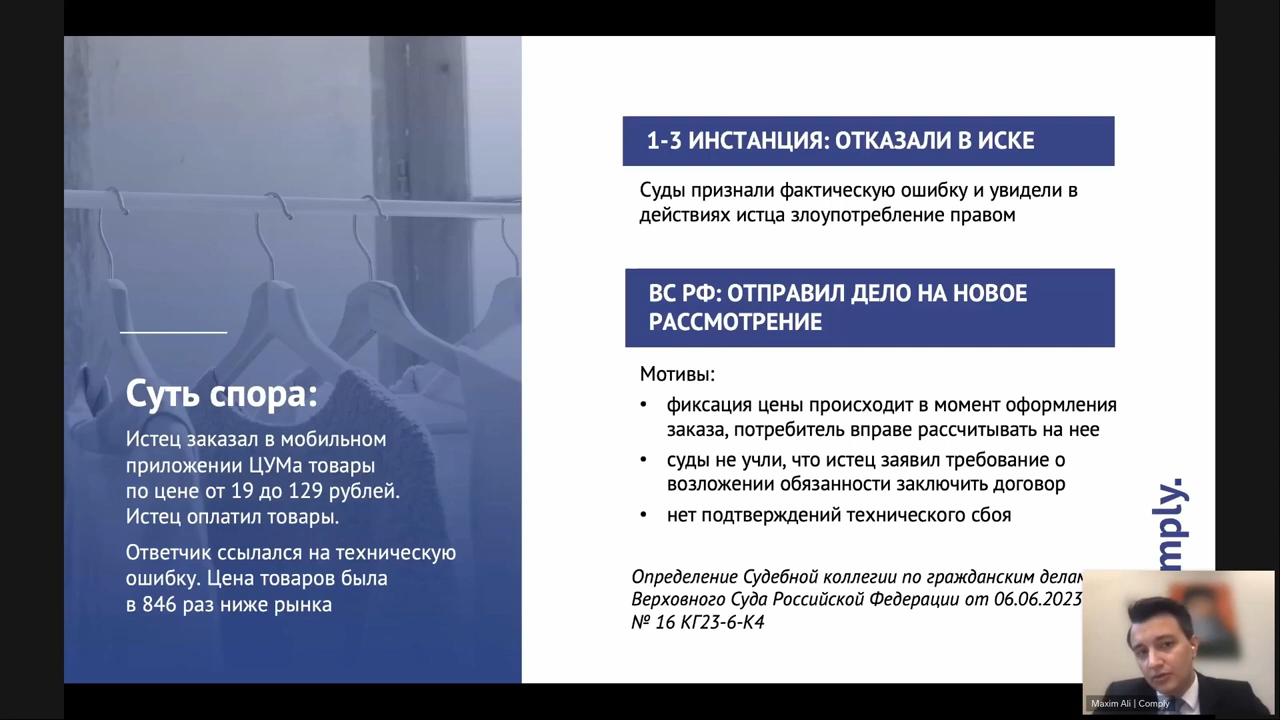 Суть спора:
Истец заказал в мобильном
приложении ЦУМа товары
по цене от 19 до 129 рублей.
Истец оплатил товары.
Ответчик ссылался на техническую
ошибку. Цена товаров была
в 846 раз ниже рынка
1-3 ИНСТАНЦИЯ: ОТКАЗАЛИ В ИСКЕ
Суды признали фактическую ошибку и увидели в
действиях истца злоупотребление правом
ВС РФ: ОТПРАВИЛ ДЕЛО НА НОВОЕ
РАССМОТРЕНИЕ
Мотивы:
• фиксация цены происходит в момент оформления
заказа, потребитель вправе рассчитывать на нее
• суды не учли, что истец заявил требование о
возложении обязанности заключить договор
• нет подтверждений технического сбоя
Определение Судебной коллегии по гражданским делам
Верховного Суда Российской Федерации от 06.06.2023
№ 16 КГ23-6-К4
mply.
Maxim Ali | Comply